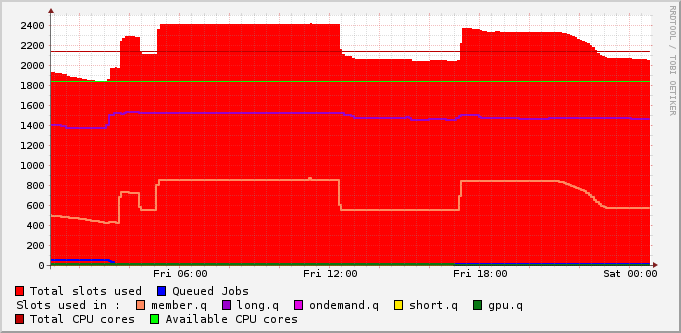 RRDTOOL / TOBI OETIKER
2400
2200
2000
1800
1600
1400
1200
1000
800
600
400
200
0
Fri 06:00 Fri 12:00 Fri 18:00 Sat 00:00
Total slots used Queued Jobs
Slots used in : member.q long.q ondemand.q short.q gpu.q
Total CPU cores Available CPU cores